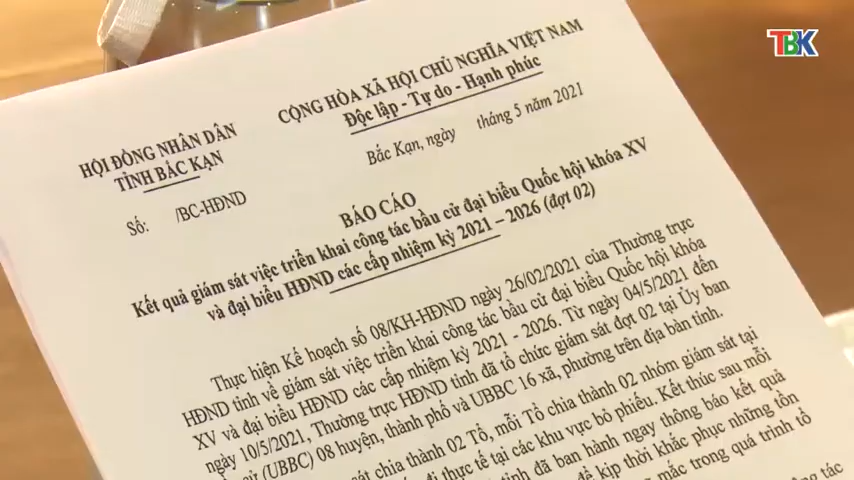 TBK
HỘI ĐỒNG NHÂN DÂN
TỈNH BẮC KẠN
CỘNG HÒA XÃ HỘI CHỦ NGHĨA VIỆT NAM
Độc lập - Tự do - Hạnh phúc
Số: /BC-HĐND
Bắc Kạn, ngày tháng 5 năm 2021
BÁO CÁO
Kết quả giám sát việc triển khai công tác bầu cử đại biểu Quốc hội khóa XV
và đại biểu HĐND các cấp nhiệm kỳ 2021 – 2026 (đợt 02)
Thực hiện Kế hoạch số 08/KH-HĐND ngày 26/02/2021 của Thường trực
HĐND tỉnh về giám sát việc triển khai công tác bầu cử đại biểu Quốc hội khóa
XV và đại biểu HĐND các cấp nhiệm kỳ 2021 - 2026. Từ ngày 04/5/2021 đến
ngày 10/5/2021, Thường trực HĐND tỉnh đã tổ chức giám sát đợt 02 tại Ủy ban
cử (UBBC) 08 huyện, thành phố và UBBC 16 xã, phường trên địa bàn tỉnh.
sát chia thành 02 Tổ, mỗi Tổ chia thành 02 nhóm giám sát tại
đi thực tế tại các khu vực bỏ phiếu. Kết thúc sau mỗi
tỉnh đã ban hành ngay thông báo kết quả
để kịp thời khắc phục những tồn
mắc trong quá trình tổ
công tác